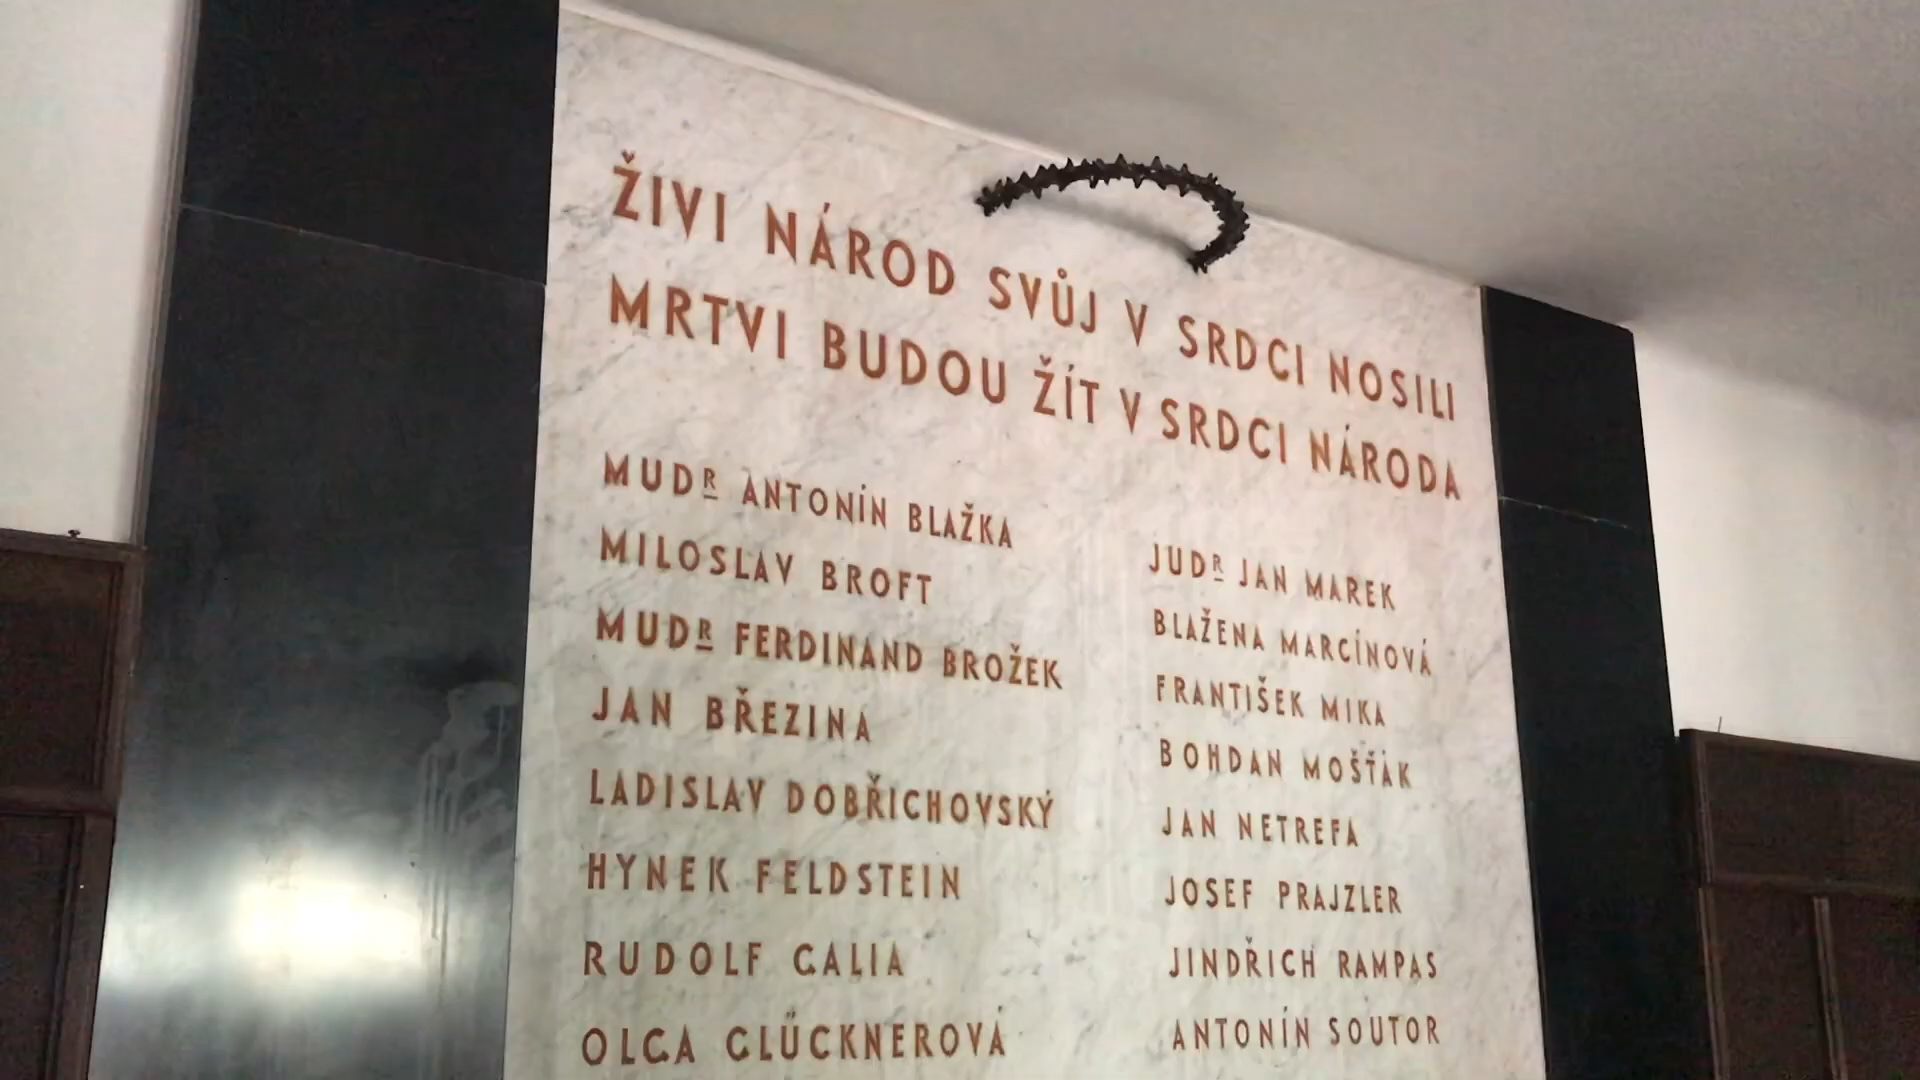 ŽIVI NÁROD SVŮJ V SRDCI NOSILI
MRTVI BUDOU ŽÍT V SRDCI NÁRODA
MUDR ANTONÍN BLAŽKA
MILOSLAV BROFT
MUDR FERDINAND BROŽEK
JAN BŘEZINA
LADISLAV DOBŘICHOVSKÝ
HYNEK FELDSTEIN
RUDOLF GALIA
OLGA GLÜCKNEROVÁ
JUDR JAN MAREK
BLAŽENA MARCÍNOVÁ
FRANTIŠEK MIKA
BOHDAN MOŠŤÁK
JAN NETREFA
JOSEF PRAJZLER
JINDŘICH RAMPAS
ANTONÍN SOUTOR